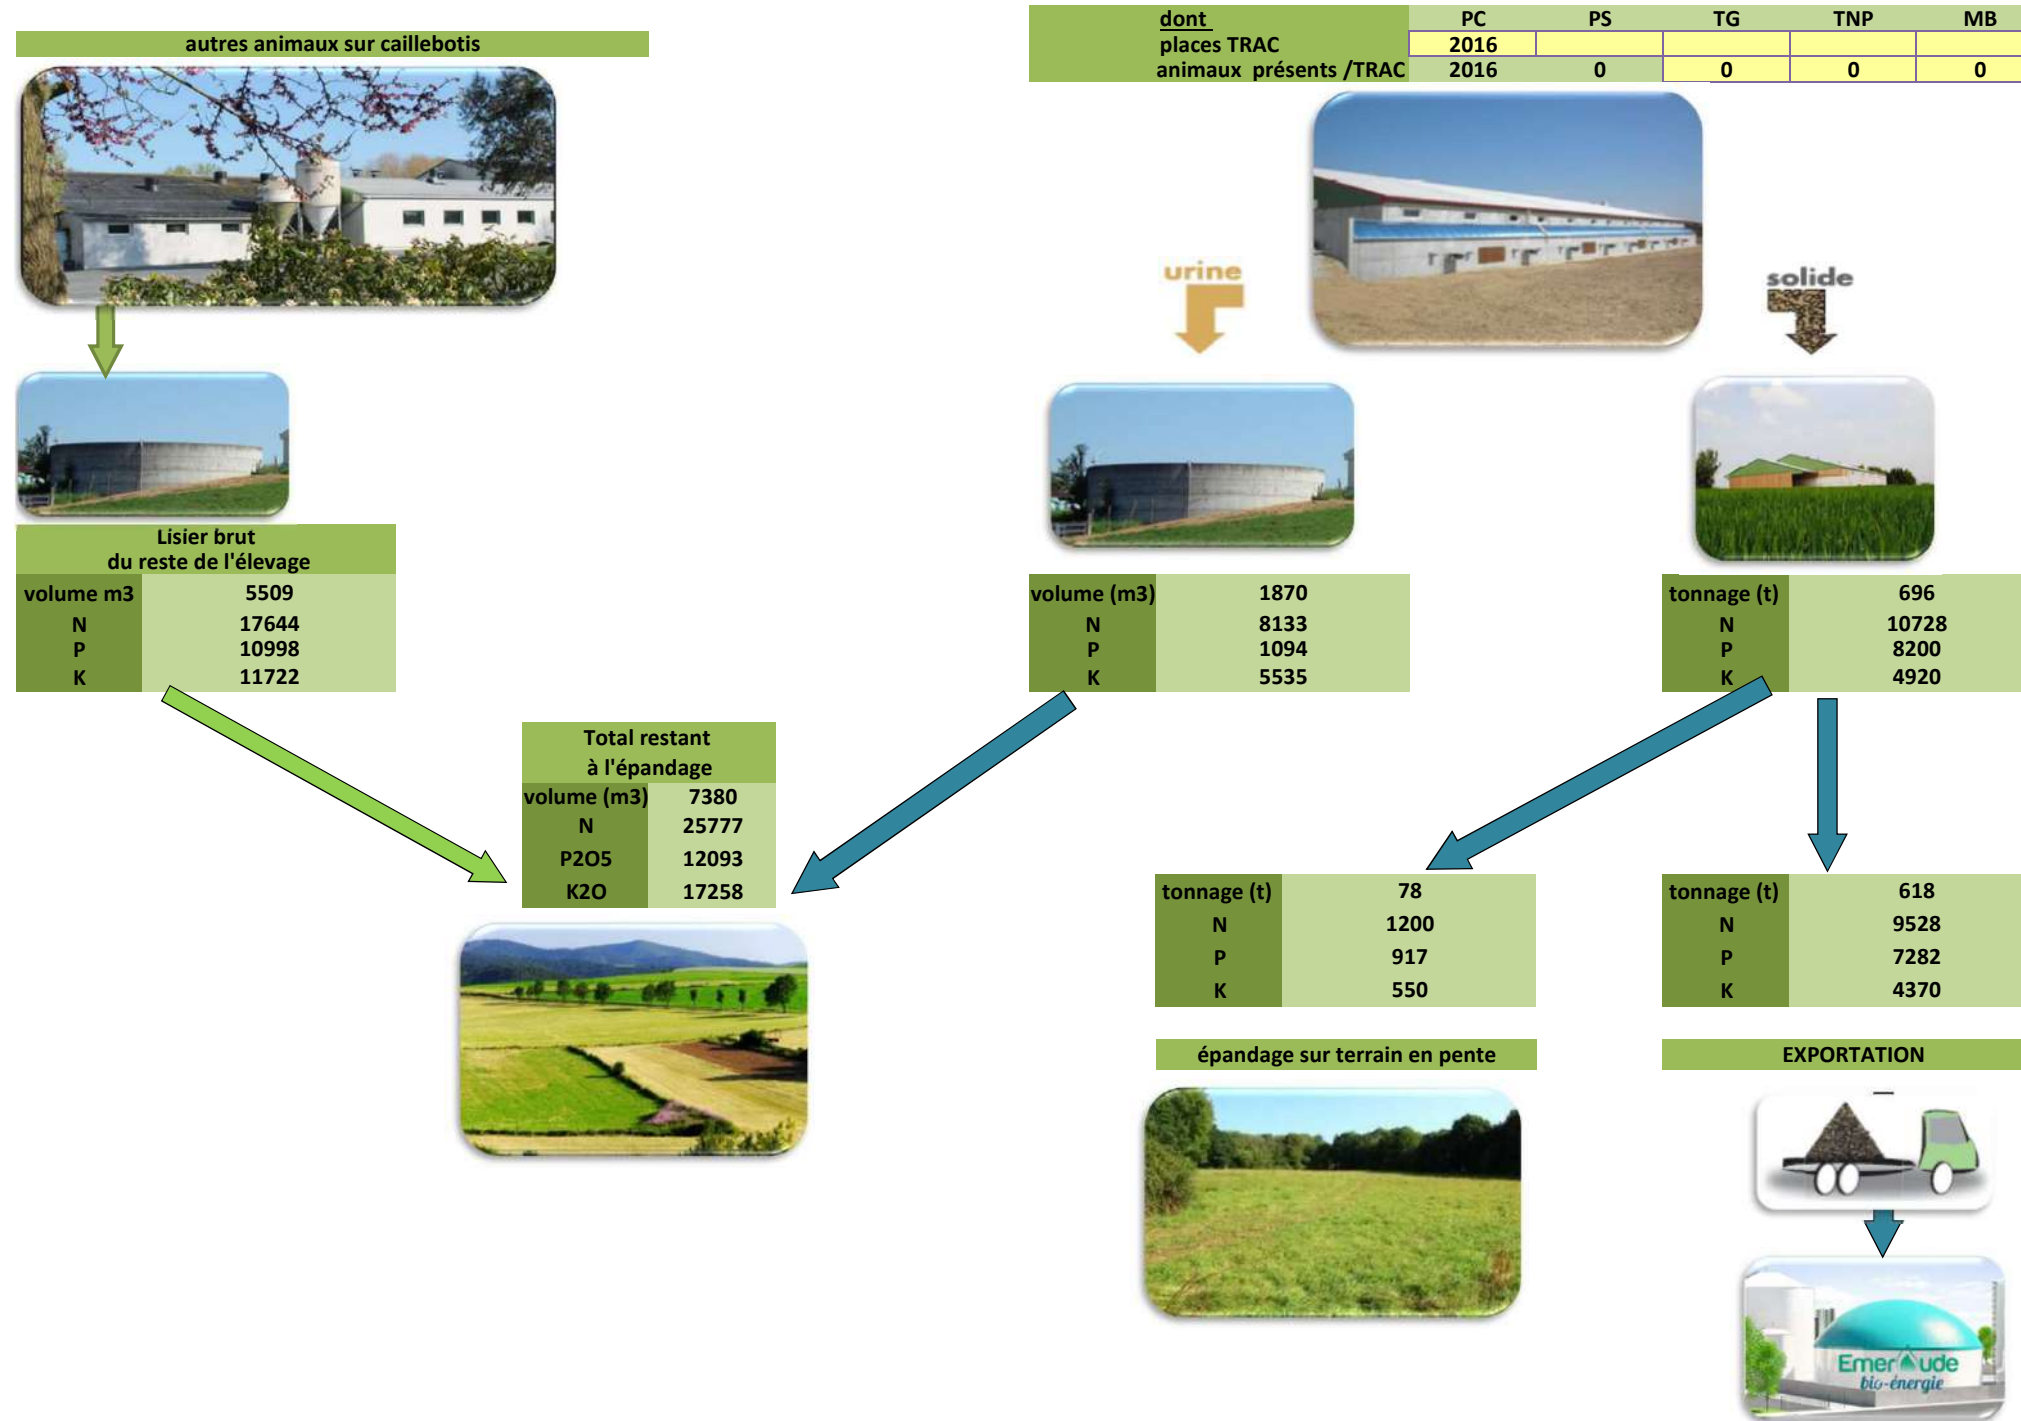 autres animaux sur caillebotis
dont PC PS TG TNP MB
places TRAC 2016
animaux présents /TRAC 2016 0 0 0 0
urine
solide
Lisier brut
du reste de l'élevage
volume m3 5509
N 17644
P 10998
K 11722
volume (m3) 1870
N 8133
P 1094
K 5535
tonnage (t) 696
N 10728
P 8200
K 4920
Total restant
à l'épandage
volume (m3) 7380
N 25777
P2O5 12093
K2O 17258
tonnage (t) 78
N 1200
P 917
K 550
épandage sur terrain en pente
tonnage (t) 618
N 9528
P 7282
K 4370
EXPORTATION
Emeraude
bio-énergie